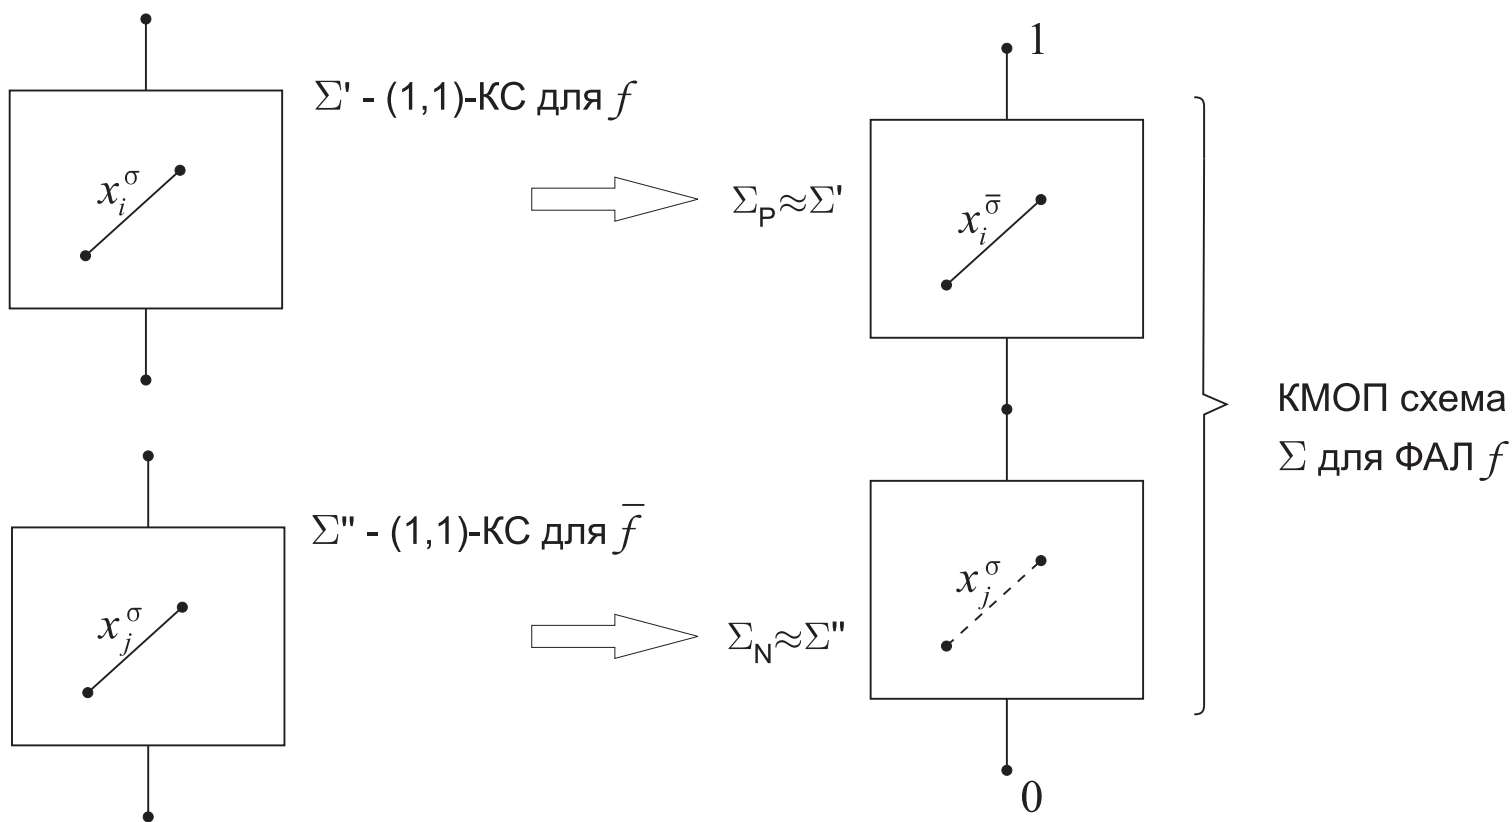 Σ' - (1,1)-КС для f
x_i^σ
Σ_P≈Σ'
1
x_i^σ̄
КМОП схема
Σ для ФАЛ f
Σ" - (1,1)-КС для f̄
x_j^σ
Σ_N≈Σ"
x_j^σ
0